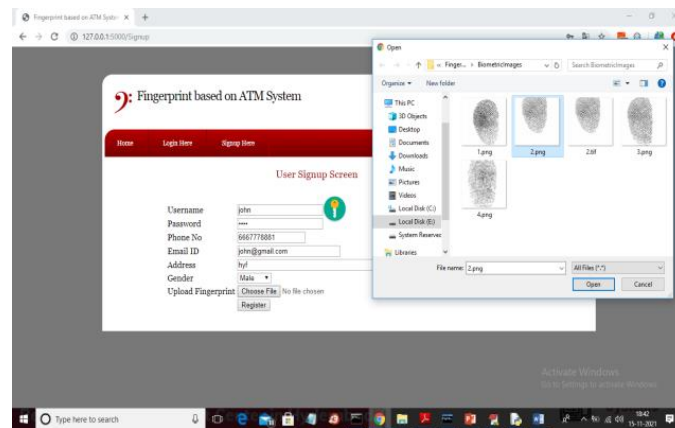 Fingerprint based on ATM Syste
127.0.0.1:5000/Signup
Fingerprint based on ATM System
Home Login Here Signup Here
User Signup Screen
Username john
Password ••••
Phone No 6667778881
Email ID john@gmail.com
Address hyf
Gender Male
Upload Fingerprint Choose File No file chosen
Register
Open
« Finger... › BiometricImages
Search BiometricImages
Organize New folder
This PC
3D Objects
Desktop
Documents
Downloads
Music
Pictures
Videos
Local Disk (C:)
Local Disk (E:)
System Reserved
Libraries
1.png 2.png 2.tif 3.png
4.png
File name: 2.png All Files (*.*)
Open Cancel
Activate Windows
Go to Settings to activate Windows.
Type here to search
18:42
15-11-2021